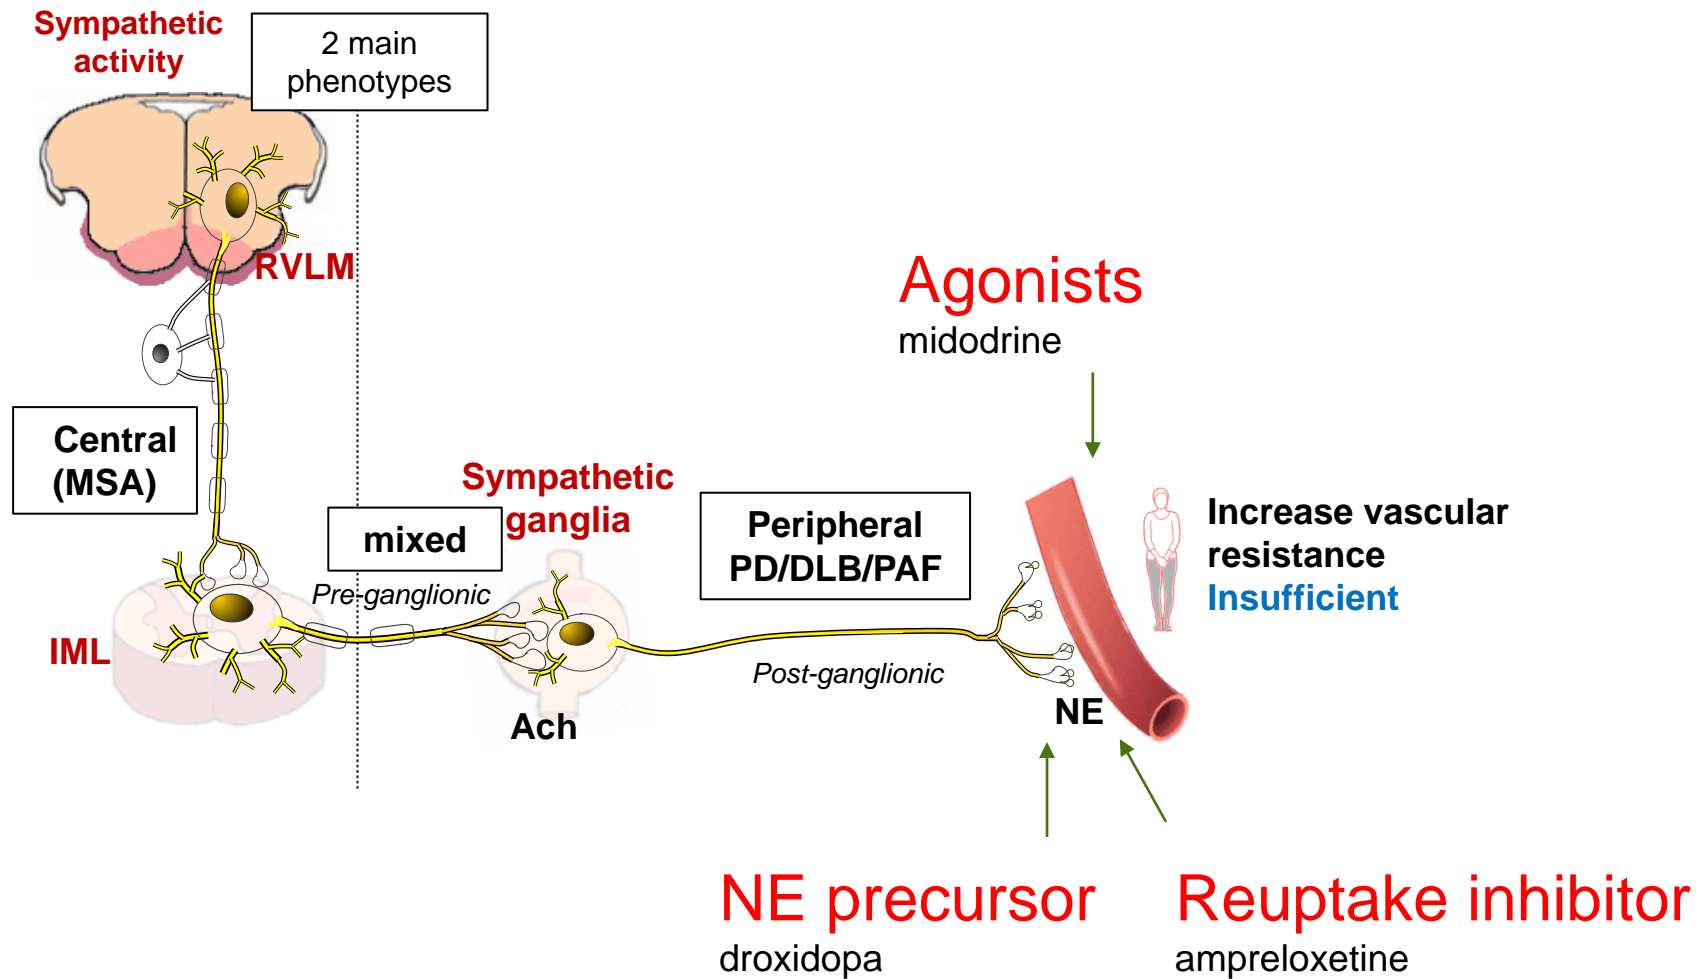 Sympathetic
activity
2 main
phenotypes
RVLM
Agonists
midodrine
Central
(MSA)
Sympathetic
ganglia
mixed
Pre-ganglionic
Peripheral
PD/DLB/PAF
Increase vascular
resistance
Insufficient
IML
Post-ganglionic
Ach
NE
NE precursor
droxidopa
Reuptake inhibitor
ampreloxetine